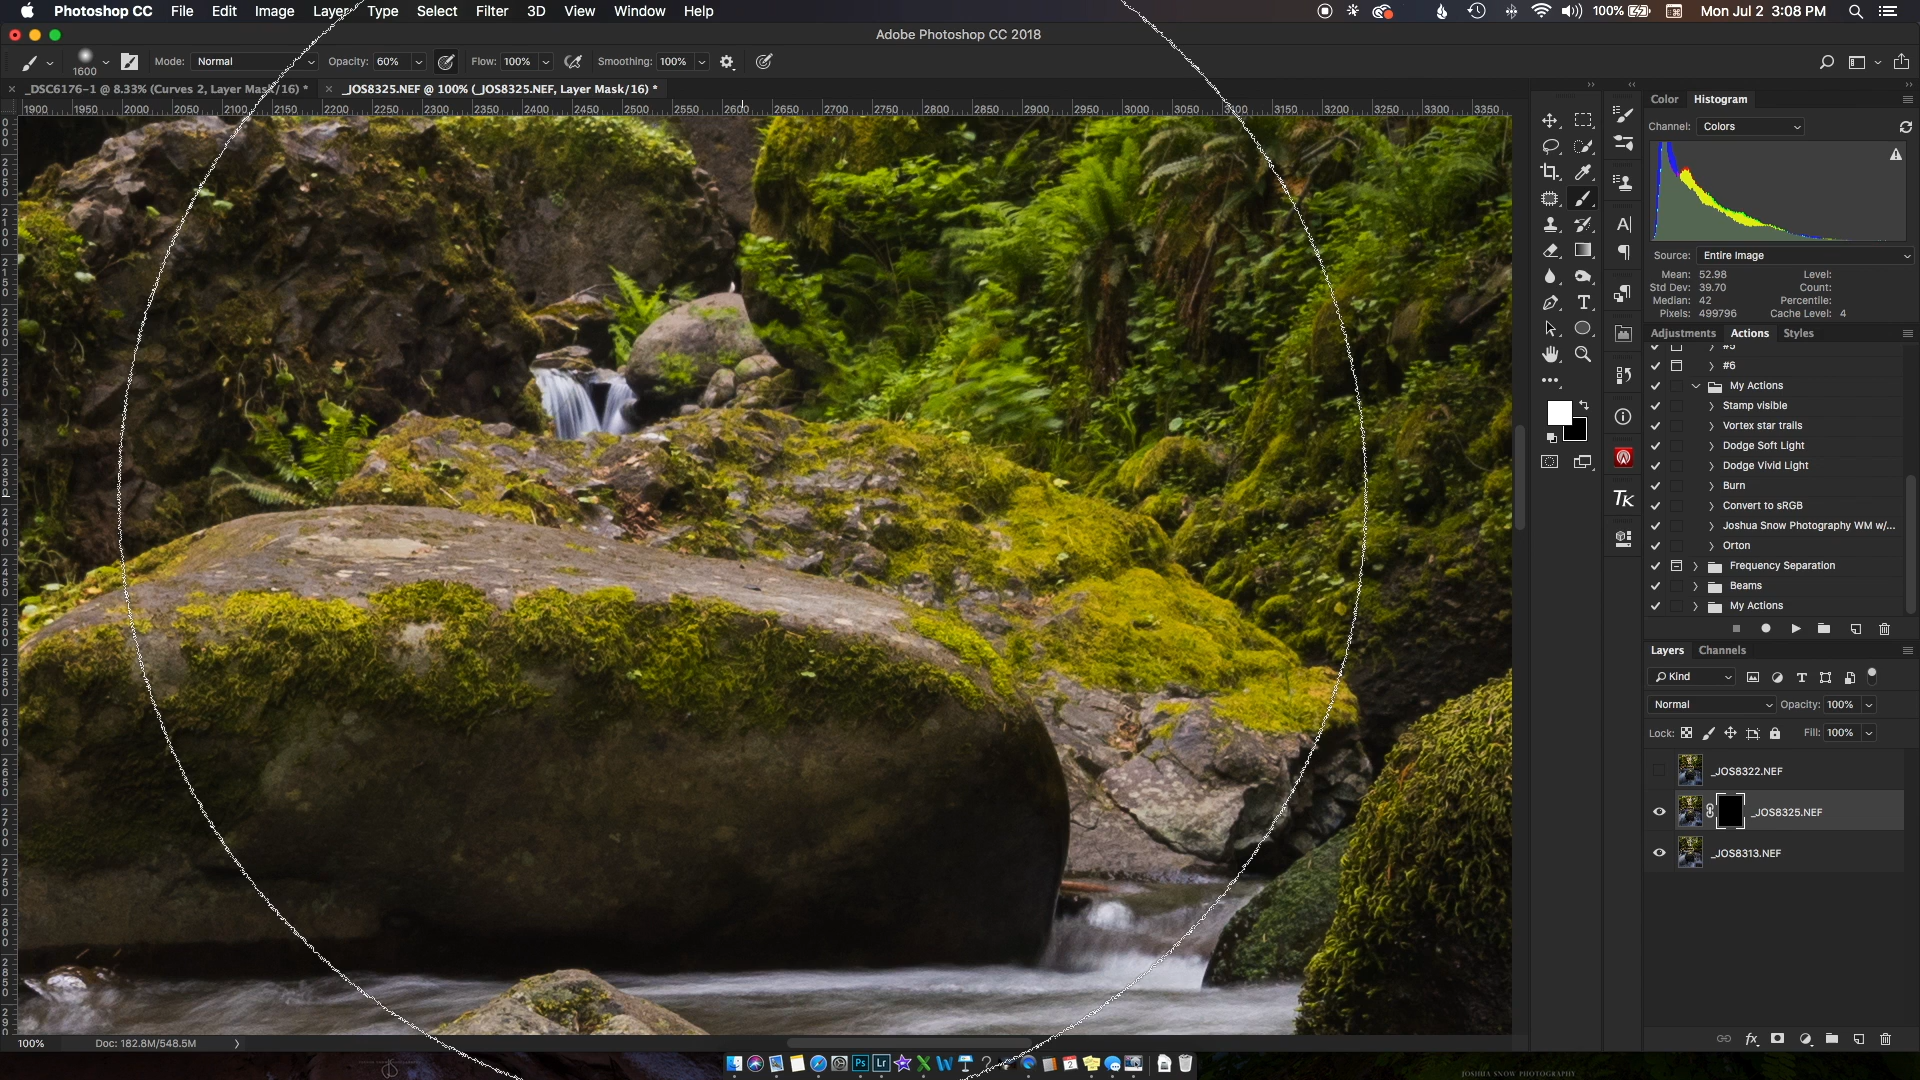 Photoshop CC File Edit Image Layer Type Select Filter 3D View Window Help 100% Mon Jul 2 3:08 PM
Adobe Photoshop CC 2018
1600 Mode: Normal Opacity: 60% Flow: 100% Smoothing: 100%
_DSC6176-1 @ 8.33% (Curves 2, Layer Mask/16) * _JOS8325.NEF @ 100% (_JOS8325.NEF, Layer Mask/16) *
1900 1950 2000 2050 2100 2150 2200 2250 2300 2350 2400 2450 2500 2550 2600 2650 2700 2750 2800 2850 2900 2950 3000 3050 3100 3150 3200 3250 3300 3350
Color Histogram
Channel: Colors
Source: Entire Image
Mean: 52.98 Level:
Std Dev: 39.70 Count:
Median: 42 Percentile:
Pixels: 499796 Cache Level: 4
Adjustments Actions Styles
#5
#6
My Actions
Stamp visible
Vortex star trails
Dodge Soft Light
Dodge Vivid Light
Burn
Convert to sRGB
Joshua Snow Photography WM w/...
Orton
Frequency Separation
Beams
My Actions
Layers Channels
Kind
Normal Opacity: 100%
Lock: Fill: 100%
_JOS8322.NEF
_JOS8325.NEF
_JOS8313.NEF
TK
100% Doc: 182.8M/548.5M
Ps Lr
JOSHUA SNOW PHOTOGRAPHY